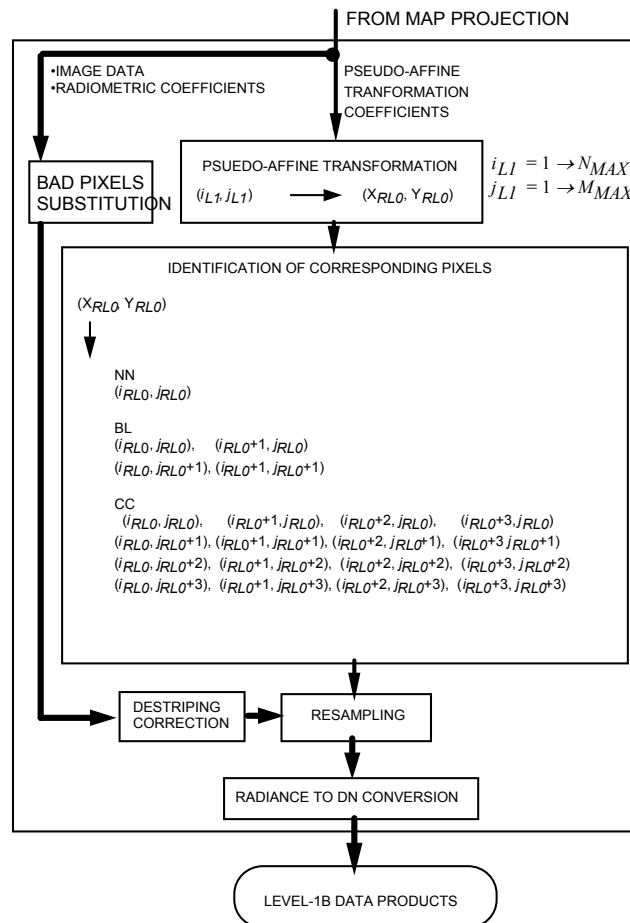 FROM MAP PROJECTION
•IMAGE DATA
•RADIOMETRIC COEFFICIENTS
PSEUDO-AFFINE
TRANFORMATION
COEFFICIENTS
BAD PIXELS
SUBSTITUTION
PSUEDO-AFFINE TRANSFORMATION
(iL1, jL1) → (XRL0, YRL0)
iL1 = 1 → NMAX
jL1 = 1 → MMAX
IDENTIFICATION OF CORRESPONDING PIXELS
(XRL0, YRL0)
NN
(iRL0, jRL0)
BL
(iRL0, jRL0), (iRL0+1, jRL0)
(iRL0, jRL0+1), (iRL0+1, jRL0+1)
CC
(iRL0, jRL0), (iRL0+1, jRL0), (iRL0+2, jRL0), (iRL0+3, jRL0)
(iRL0, jRL0+1), (iRL0+1, jRL0+1), (iRL0+2, jRL0+1), (iRL0+3 jRL0+1)
(iRL0, jRL0+2), (iRL0+1, jRL0+2), (iRL0+2, jRL0+2), (iRL0+3, jRL0+2)
(iRL0, jRL0+3), (iRL0+1, jRL0+3), (iRL0+2, jRL0+3), (iRL0+3, jRL0+3)
DESTRIPING
CORRECTION
RESAMPLING
RADIANCE TO DN CONVERSION
LEVEL-1B DATA PRODUCTS